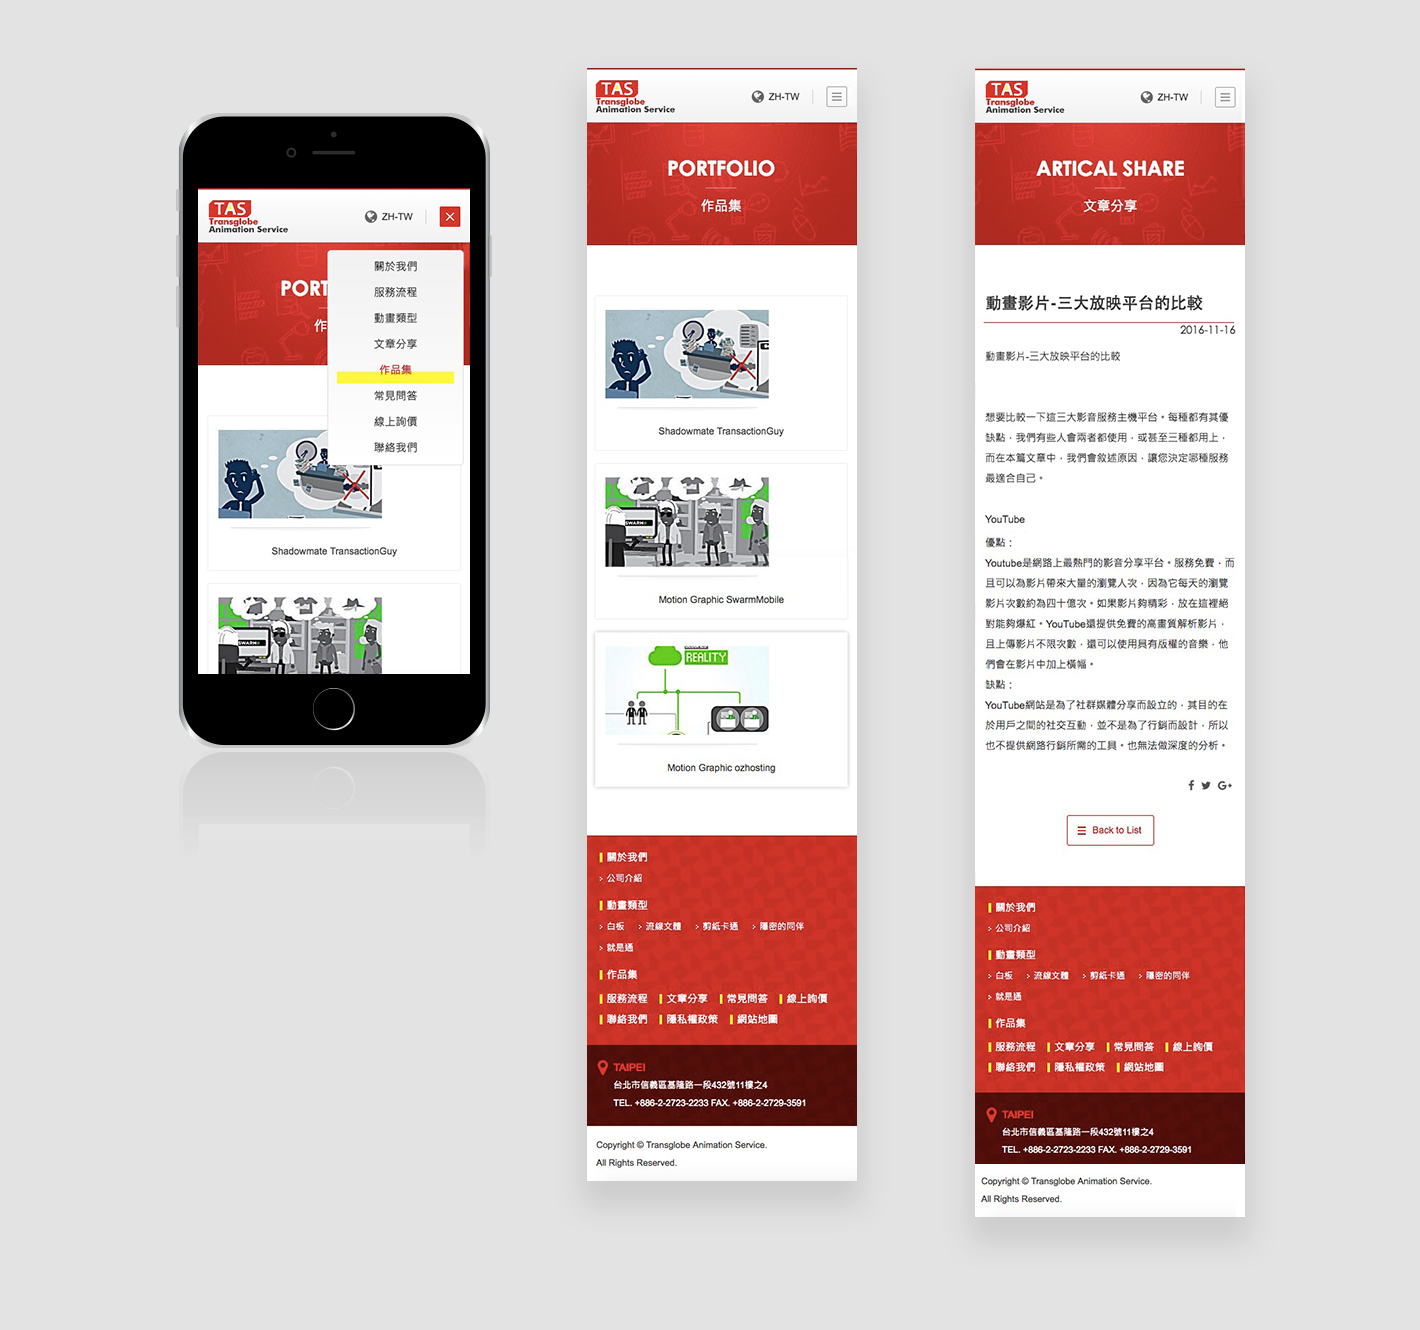 TAS
Transglobe
Animation Service
ZH-TW
PORT
作
關於我們
服務流程
動畫類型
文章分享
作品集
常見問答
線上詢價
聯絡我們
Shadowmate TransactionGuy
SWARM
TAS
Transglobe
Animation Service
ZH-TW
PORTFOLIO
作品集
Shadowmate TransactionGuy
SWARM
Motion Graphic SwarmMobile
REALITY
Motion Graphic ozhosting
關於我們
公司介紹
動畫類型
白板 流線文體 剪紙卡通 隱密的同伴
就是通
作品集
服務流程 文章分享 常見問答 線上詢價
聯絡我們 隱私權政策 網站地圖
TAIPEI
台北市信義區基隆路一段432號11樓之4
TEL. +886-2-2723-2233 FAX. +886-2-2729-3591
Copyright © Transglobe Animation Service.
All Rights Reserved.
TAS
Transglobe
Animation Service
ZH-TW
ARTICAL SHARE
文章分享
動畫影片-三大放映平台的比較
2016-11-16
動畫影片-三大放映平台的比較
想要比較一下這三大影音服務主機平台。每種都有其優
缺點，我們有些人會兩者都使用，或甚至三種都用上，
而在本篇文章中，我們會敘述原因，讓您決定哪種服務
最適合自己。
YouTube
優點：
Youtube是網路上最熱門的影音分享平台。服務免費，而
且可以為影片帶來大量的瀏覽人次，因為它每天的瀏覽
影片次數約為四十億次。如果影片夠精彩，放在這裡絕
對能夠爆紅。YouTube還提供免費的高畫質解析影片，
且上傳影片不限次數，還可以使用具有版權的音樂，他
們會在影片中加上橫幅。
缺點：
YouTube網站是為了社群媒體分享而設立的，其目的在
於用戶之間的社交互動，並不是為了行銷而設計，所以
也不提供網路行銷所需的工具。也無法做深度的分析。
Back to List
關於我們
公司介紹
動畫類型
白板 流線文體 剪紙卡通 隱密的同伴
就是通
作品集
服務流程 文章分享 常見問答 線上詢價
聯絡我們 隱私權政策 網站地圖
TAIPEI
台北市信義區基隆路一段432號11樓之4
TEL. +886-2-2723-2233 FAX. +886-2-2729-3591
Copyright © Transglobe Animation Service.
All Rights Reserved.